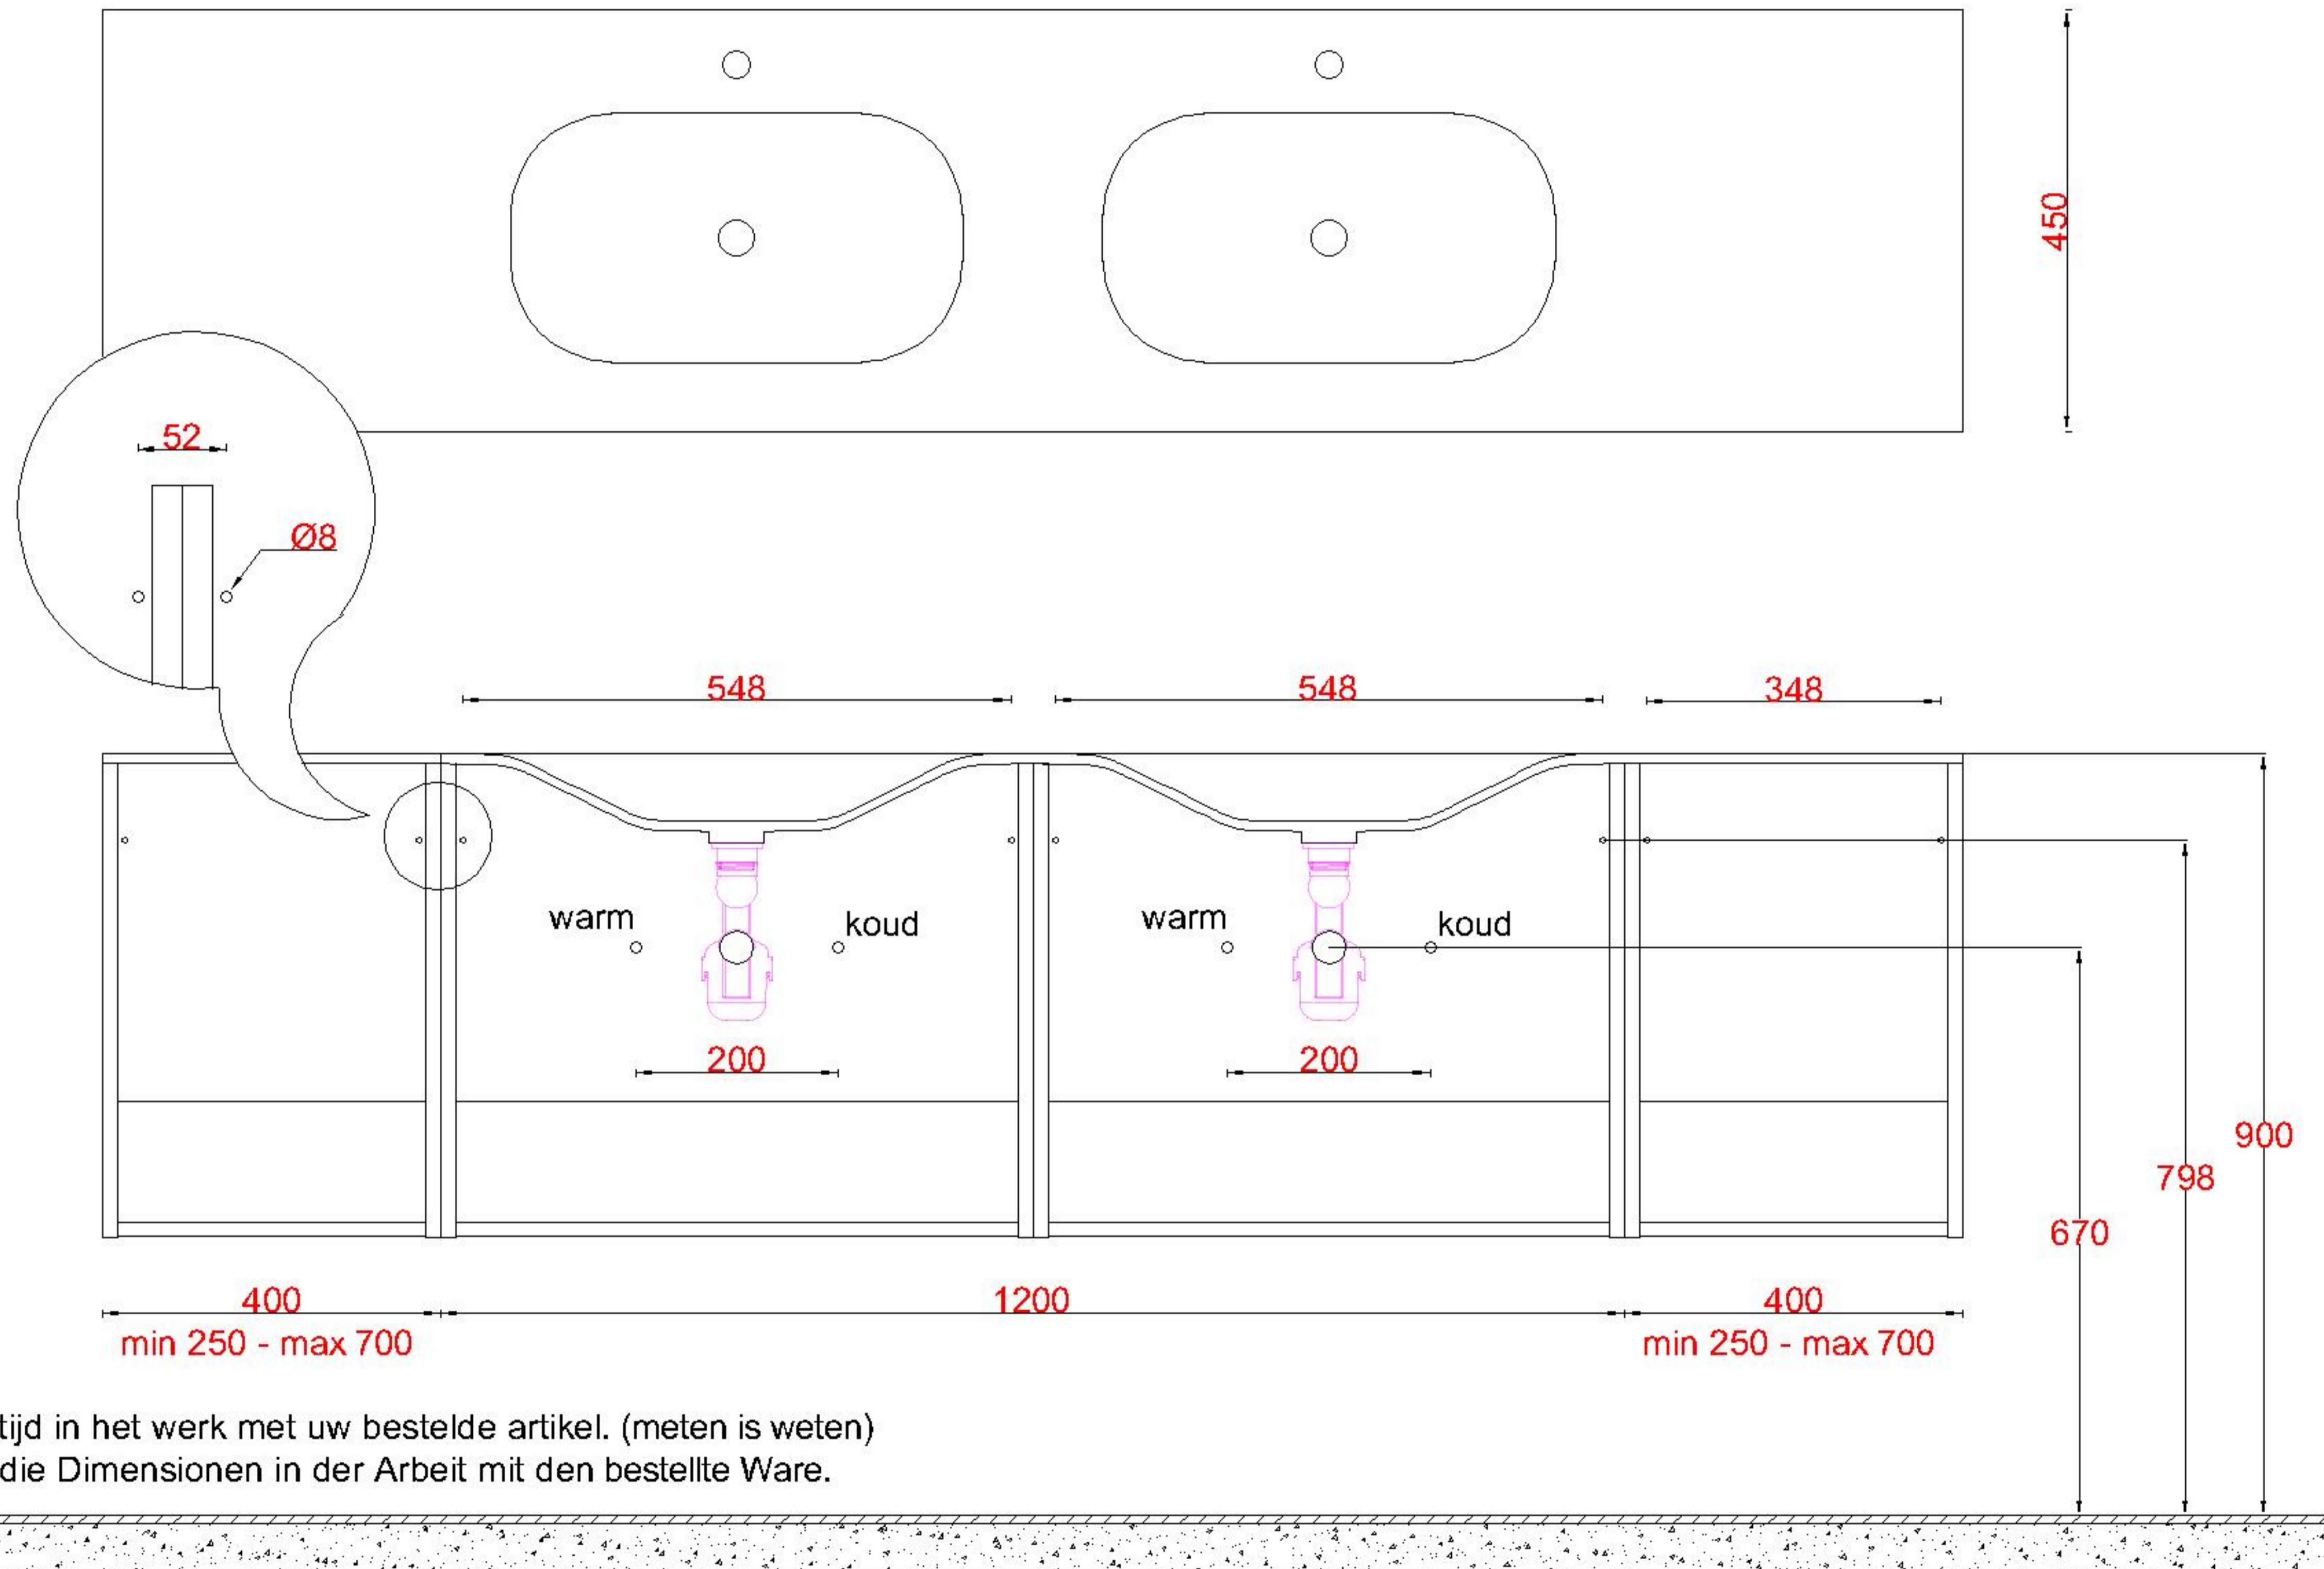 450
52
Ø8
548
548
348
warm
koud
warm
koud
200
200
900
798
670
400
1200
400
min 250 - max 700
min 250 - max 700
tijd in het werk met uw bestelde artikel. (meten is weten)
die Dimensionen in der Arbeit mit den bestellte Ware.